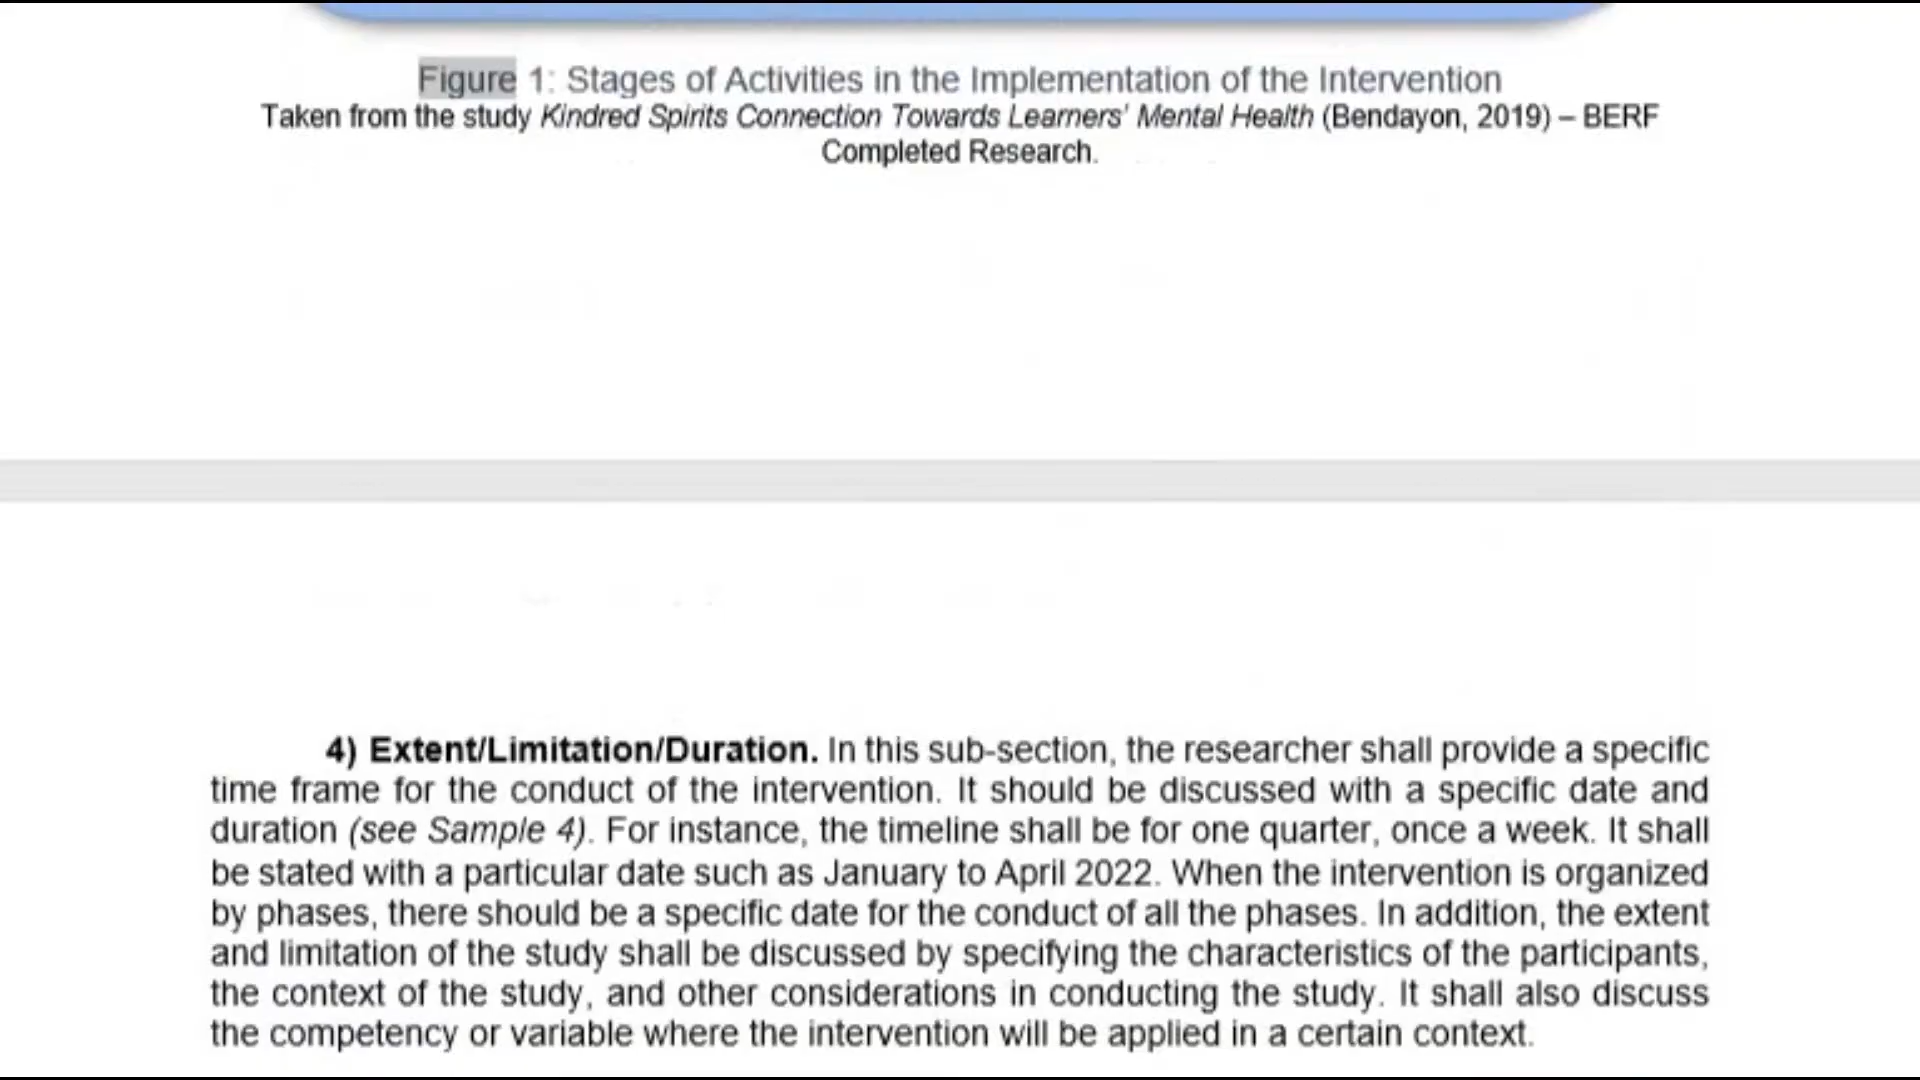 Figure 1: Stages of Activities in the Implementation of the Intervention
Taken from the study Kindred Spirits Connection Towards Learners' Mental Health (Bendayon, 2019) – BERF
Completed Research.
4) Extent/Limitation/Duration. In this sub-section, the researcher shall provide a specific
time frame for the conduct of the intervention. It should be discussed with a specific date and
duration (see Sample 4). For instance, the timeline shall be for one quarter, once a week. It shall
be stated with a particular date such as January to April 2022. When the intervention is organized
by phases, there should be a specific date for the conduct of all the phases. In addition, the extent
and limitation of the study shall be discussed by specifying the characteristics of the participants,
the context of the study, and other considerations in conducting the study. It shall also discuss
the competency or variable where the intervention will be applied in a certain context.